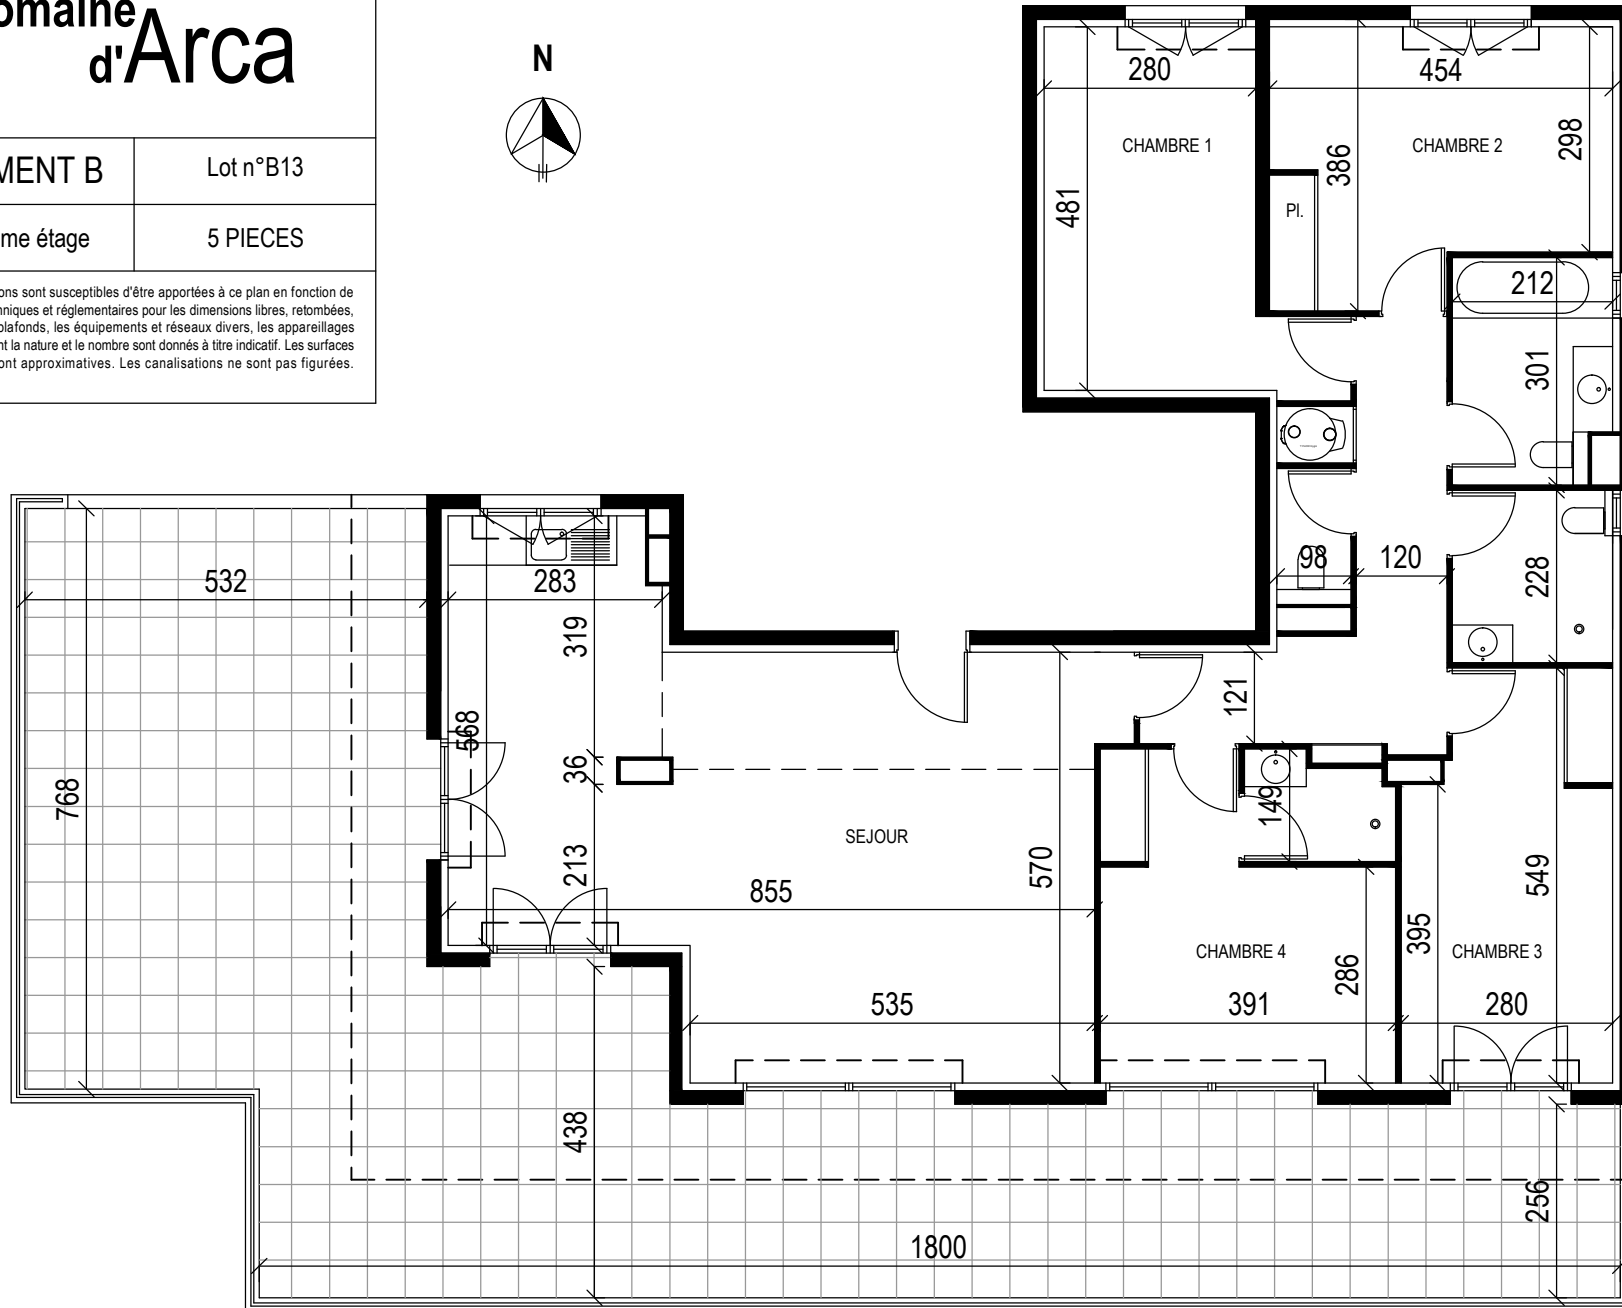 omaine
d'Arca
MENT B
Lot n°B13
me étage
5 PIECES
ons sont susceptibles d'être apportées à ce plan en fonction de
niques et réglementaires pour les dimensions libres, retombées,
plafonds, les équipements et réseaux divers, les appareillages
nt la nature et le nombre sont donnés à titre indicatif. Les surfaces
ont approximatives. Les canalisations ne sont pas figurées.
N
280
454
CHAMBRE 1
CHAMBRE 2
298
386
481
Pl.
212
301
532
283
98
120
228
319
121
568
36
768
149
SEJOUR
213
855
570
549
395
CHAMBRE 4
CHAMBRE 3
286
535
391
280
438
256
1800